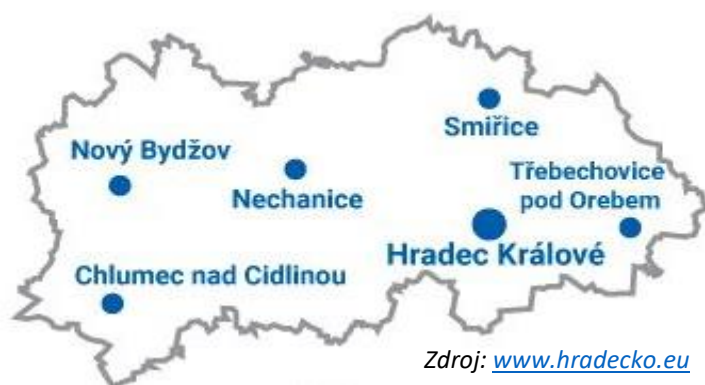 Smiřice
Nový Bydžov
Nechanice
Třebechovice
pod Orebem
Hradec Králové
Chlumec nad Cidlinou
Zdroj: www.hradecko.eu